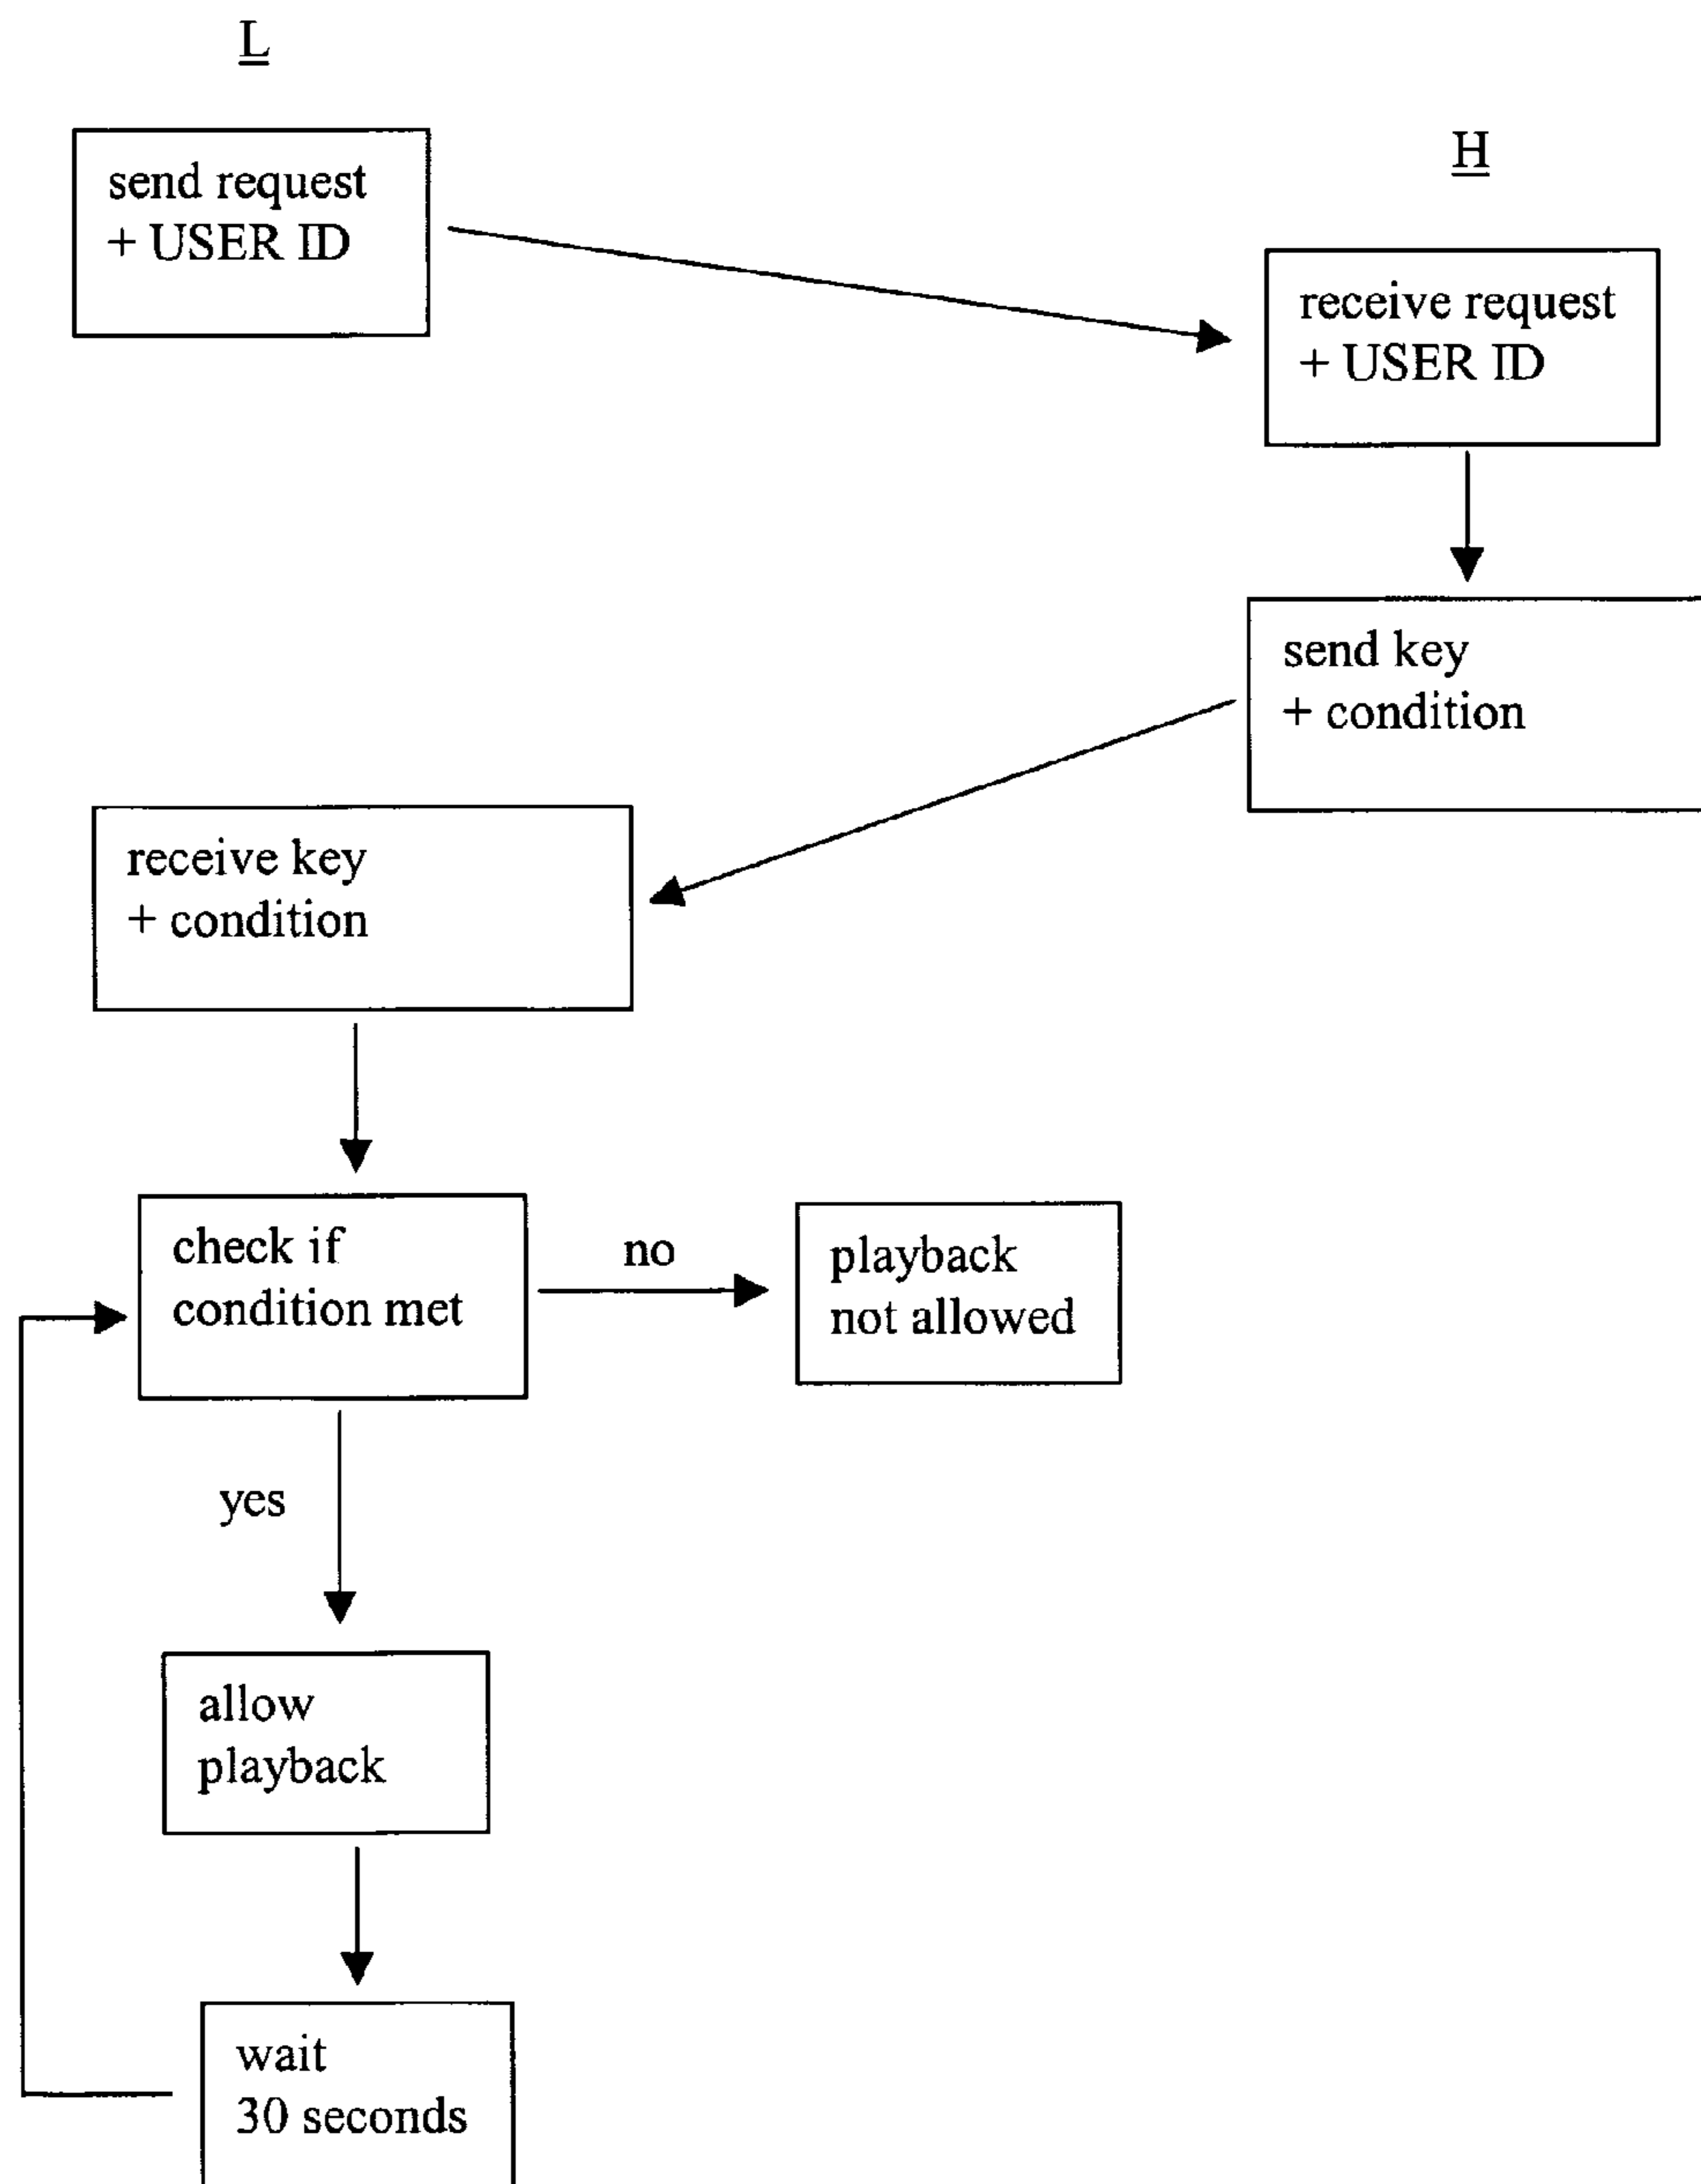 L
send request
+ USER ID
H
receive request
+ USER ID
send key
+ condition
receive key
+ condition
check if
condition met
no
playback
not allowed
yes
allow
playback
wait
30 seconds